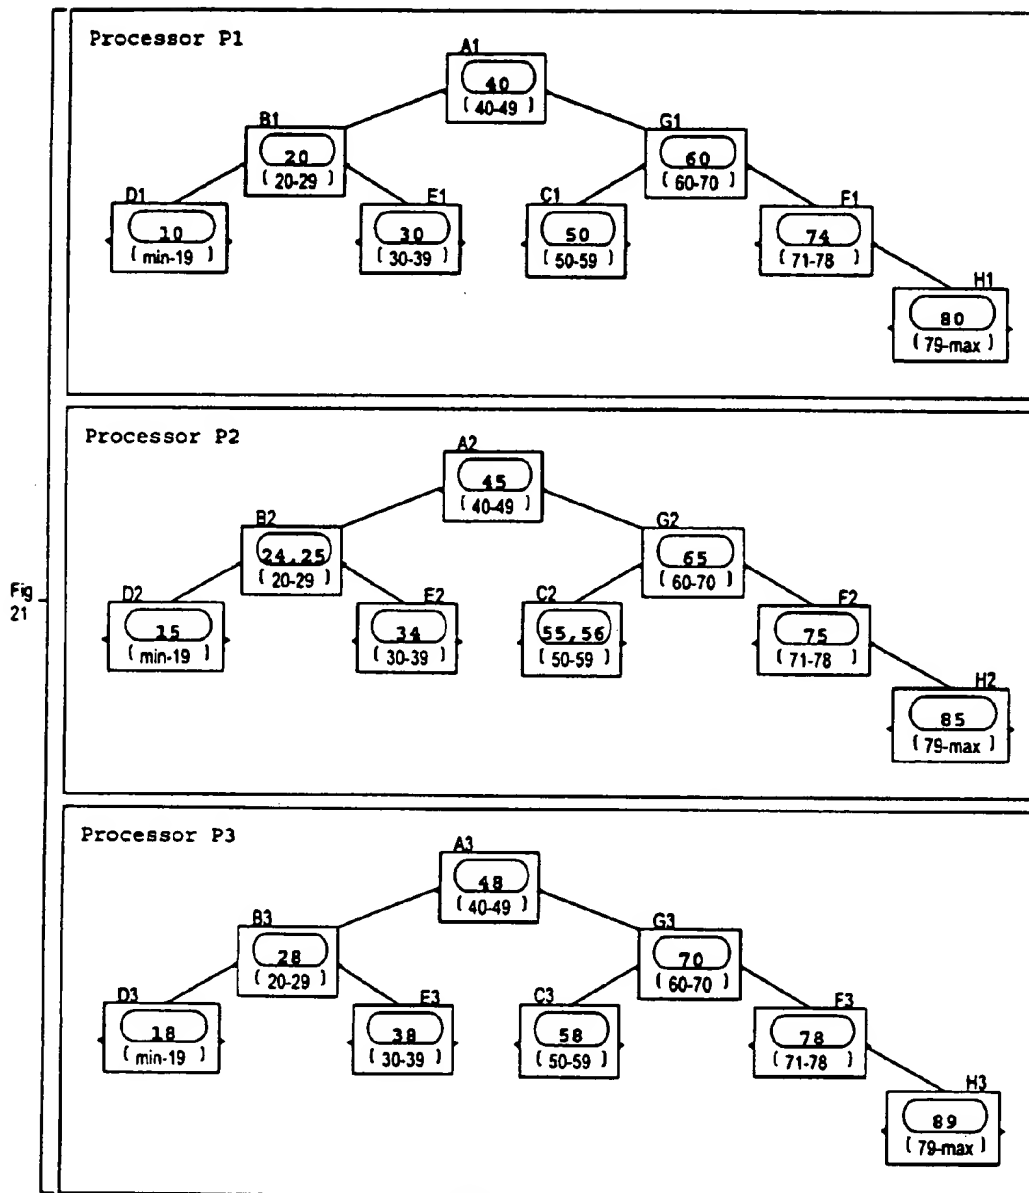 Processor P1
A1
40
( 40-49 )
B1
20
( 20-29 )
G1
60
( 60-70 )
D1
10
( min-19 )
E1
30
( 30-39 )
C1
50
( 50-59 )
F1
74
( 71-78 )
H1
80
( 79-max )
Processor P2
A2
45
( 40-49 )
B2
24,25
( 20-29 )
G2
65
( 60-70 )
Fig
21
D2
15
( min-19 )
E2
34
( 30-39 )
C2
55,56
( 50-59 )
F2
75
( 71-78 )
H2
85
( 79-max )
Processor P3
A3
48
( 40-49 )
B3
28
( 20-29 )
G3
70
( 60-70 )
D3
18
( min-19 )
E3
38
( 30-39 )
C3
58
( 50-59 )
F3
78
( 71-78 )
H3
89
( 79-max )